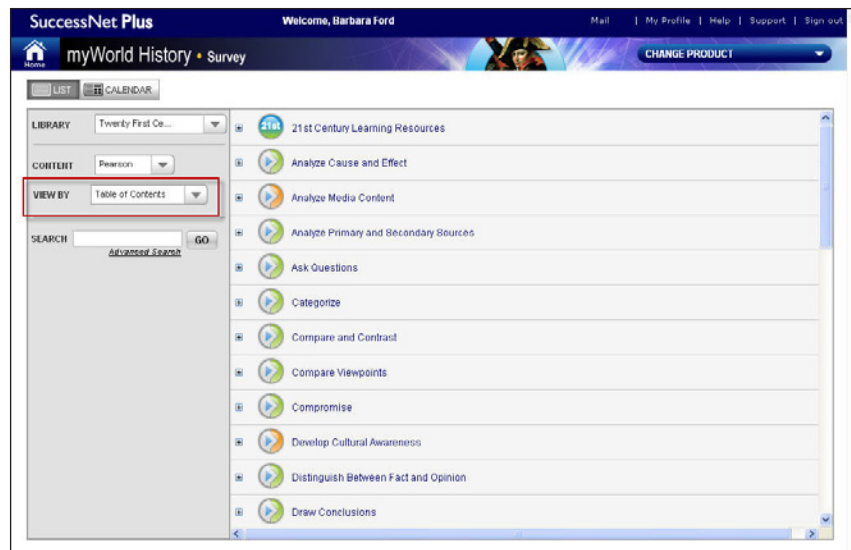 SuccessNet Plus Welcome, Barbara Ford Mail | My Profile | Help | Support | Sign out
Home myWorld History • Survey CHANGE PRODUCT
LIST CALENDAR
LIBRARY Twenty First Ce...
CONTENT Pearson
VIEW BY Table of Contents
SEARCH GO
Advanced Search
21st 21st Century Learning Resources
Analyze Cause and Effect
Analyze Media Content
Analyze Primary and Secondary Sources
Ask Questions
Categorize
Compare and Contrast
Compare Viewpoints
Compromise
Develop Cultural Awareness
Distinguish Between Fact and Opinion
Draw Conclusions